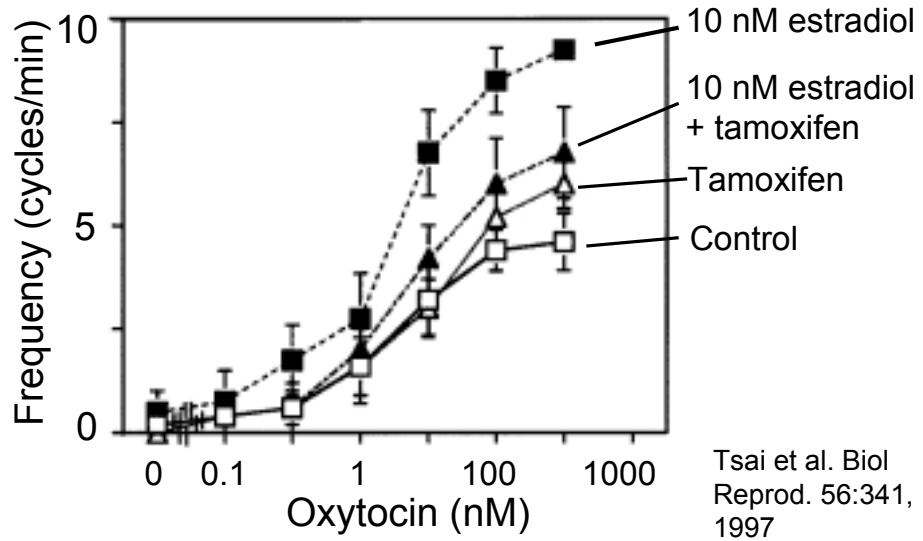 10
5
0
Frequency (cycles/min)
0 0.1 1 10 100 1000
Oxytocin (nM)
10 nM estradiol
10 nM estradiol
+ tamoxifen
Tamoxifen
Control
Tsai et al. Biol
Reprod. 56:341,
1997